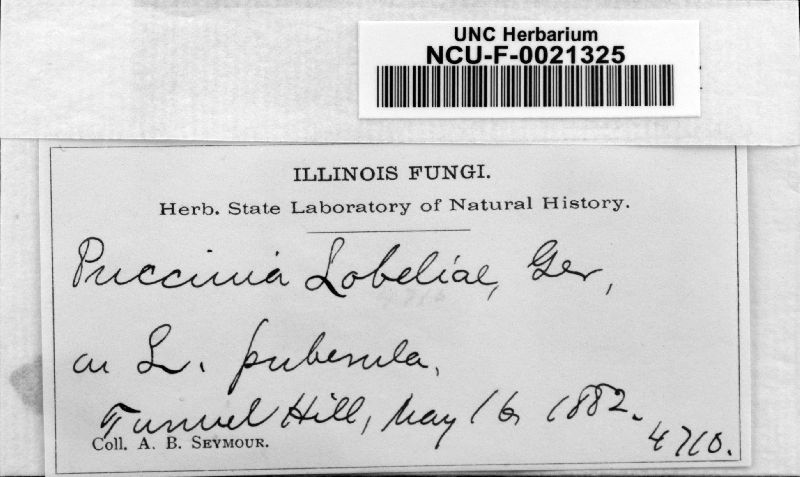 UNC Herbarium
NCU-F-0021325
ILLINOIS FUNGI.
Herb. State Laboratory of Natural History.
Puccinia Lobeliae, Ger,
on L. puberula,
Tunnel Hill, May 16 1882.
4710.
Coll. A. B. SEYMOUR.